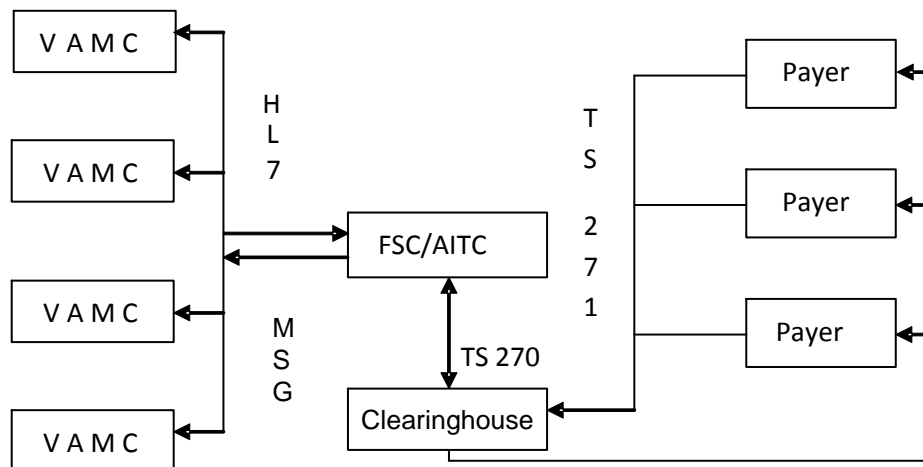 V A M C
V A M C
V A M C
V A M C
H
L
7
M
S
G
FSC/AITC
TS 270
Clearinghouse
T
S
2
7
1
Payer
Payer
Payer